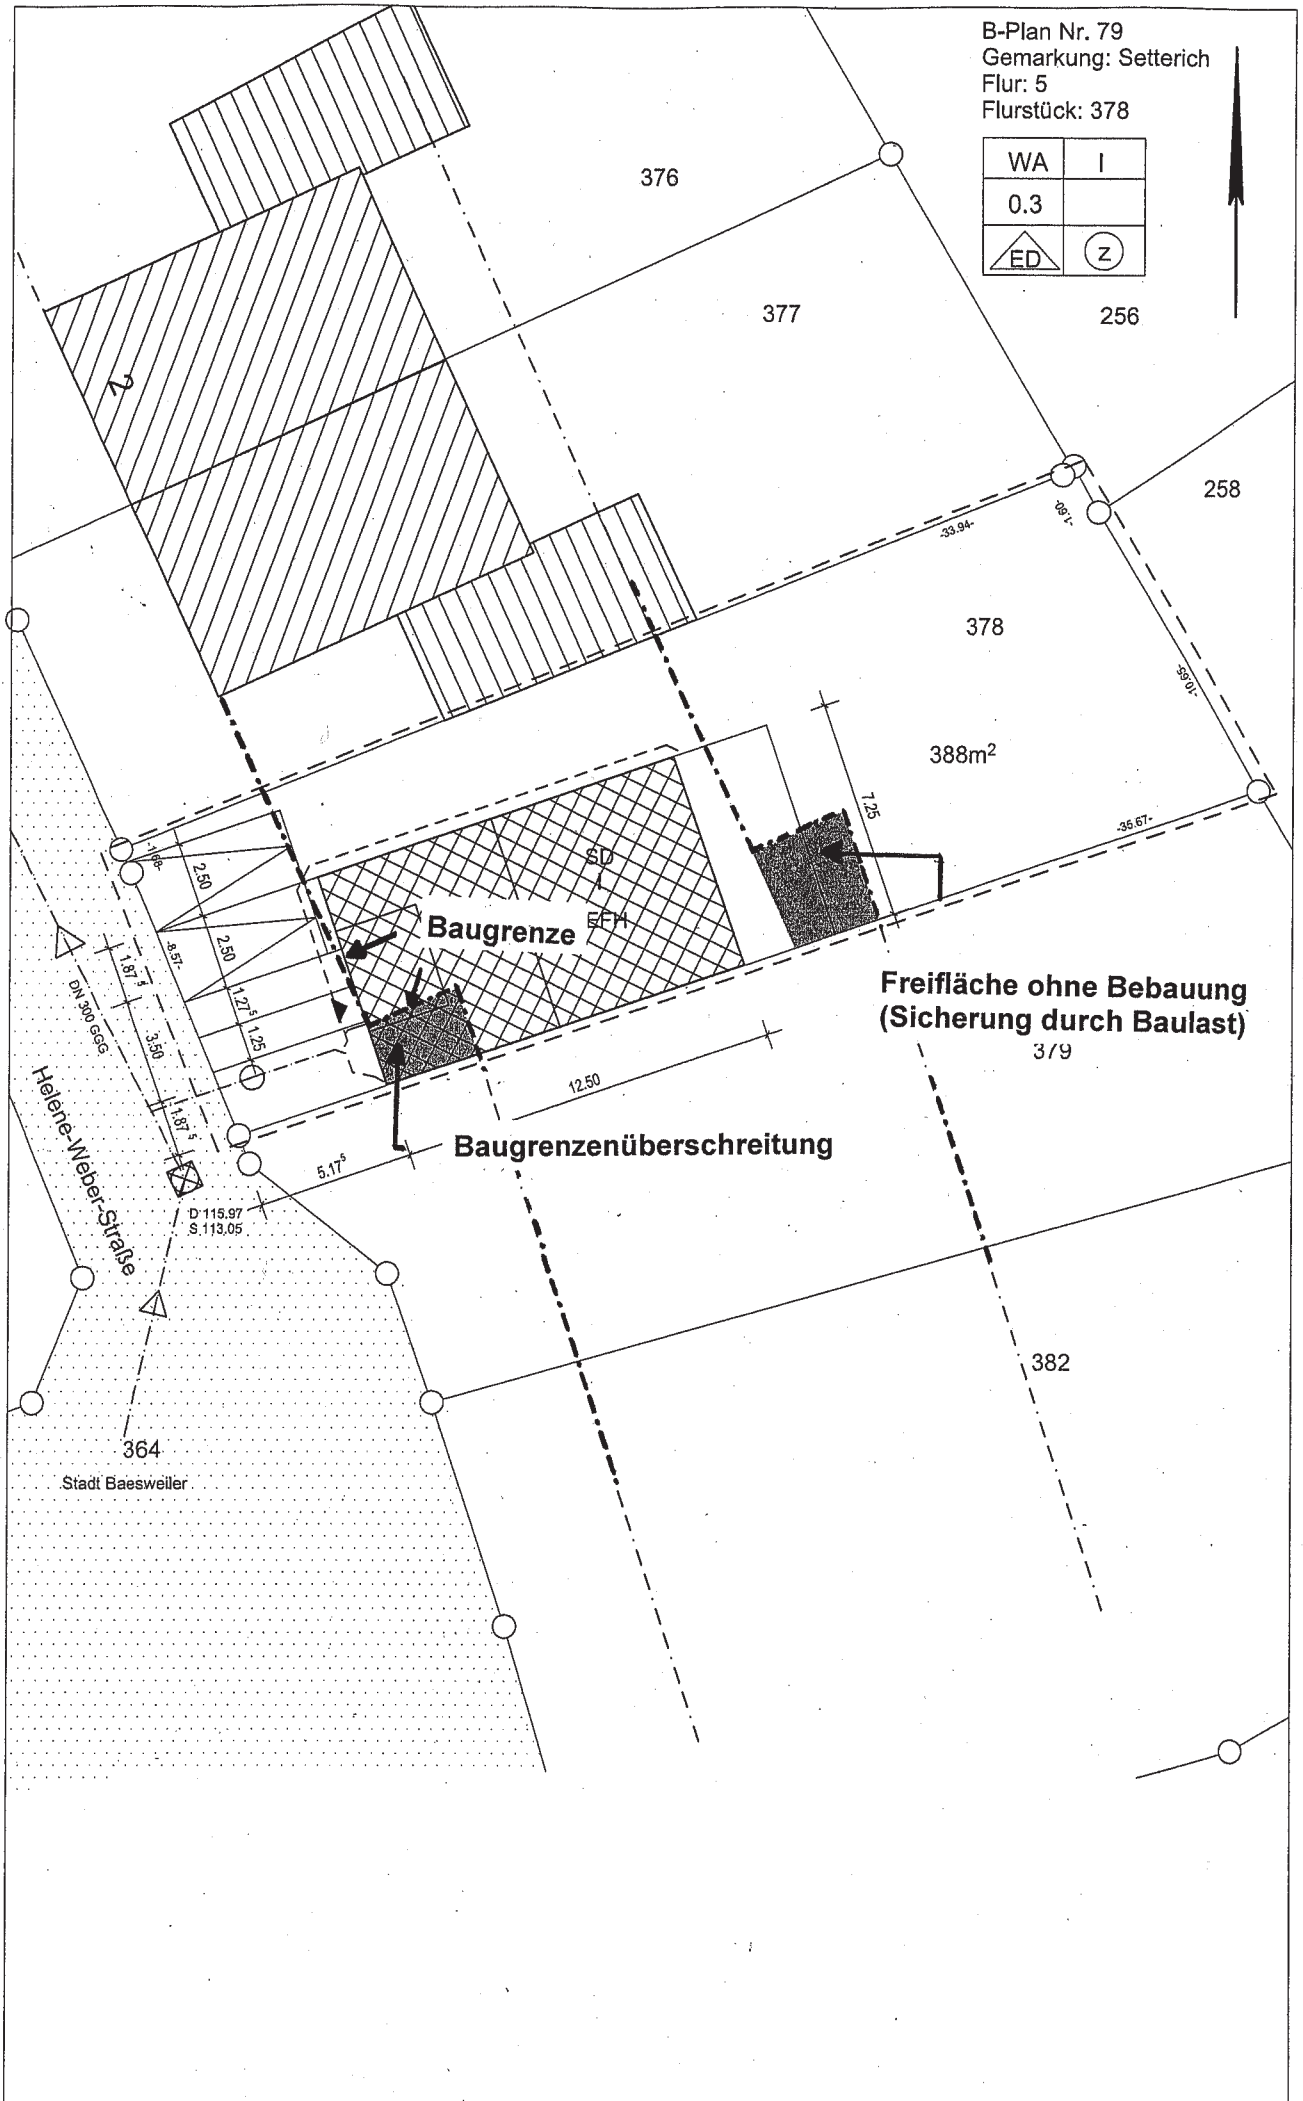 B-Plan Nr. 79
Gemarkung: Setterich
Flur: 5
Flurstück: 378
WA I
0.3
ED Z
376
377
256
258
2
-33.94-
-1.60-
378
-10.65-
388m²
7.25
-35.67-
SD
I
EFH
-1.66-
2.50
2.50
-8.57-
1.27⁵
1.25
1.87⁵
3.50
1.87⁵
DN 300 GGG
Baugrenze
Freifläche ohne Bebauung
(Sicherung durch Baulast)
379
12.50
Baugrenzenüberschreitung
5.17⁵
D 115.97
S 113.05
Helene-Weber-Straße
382
364
Stadt Baesweiler